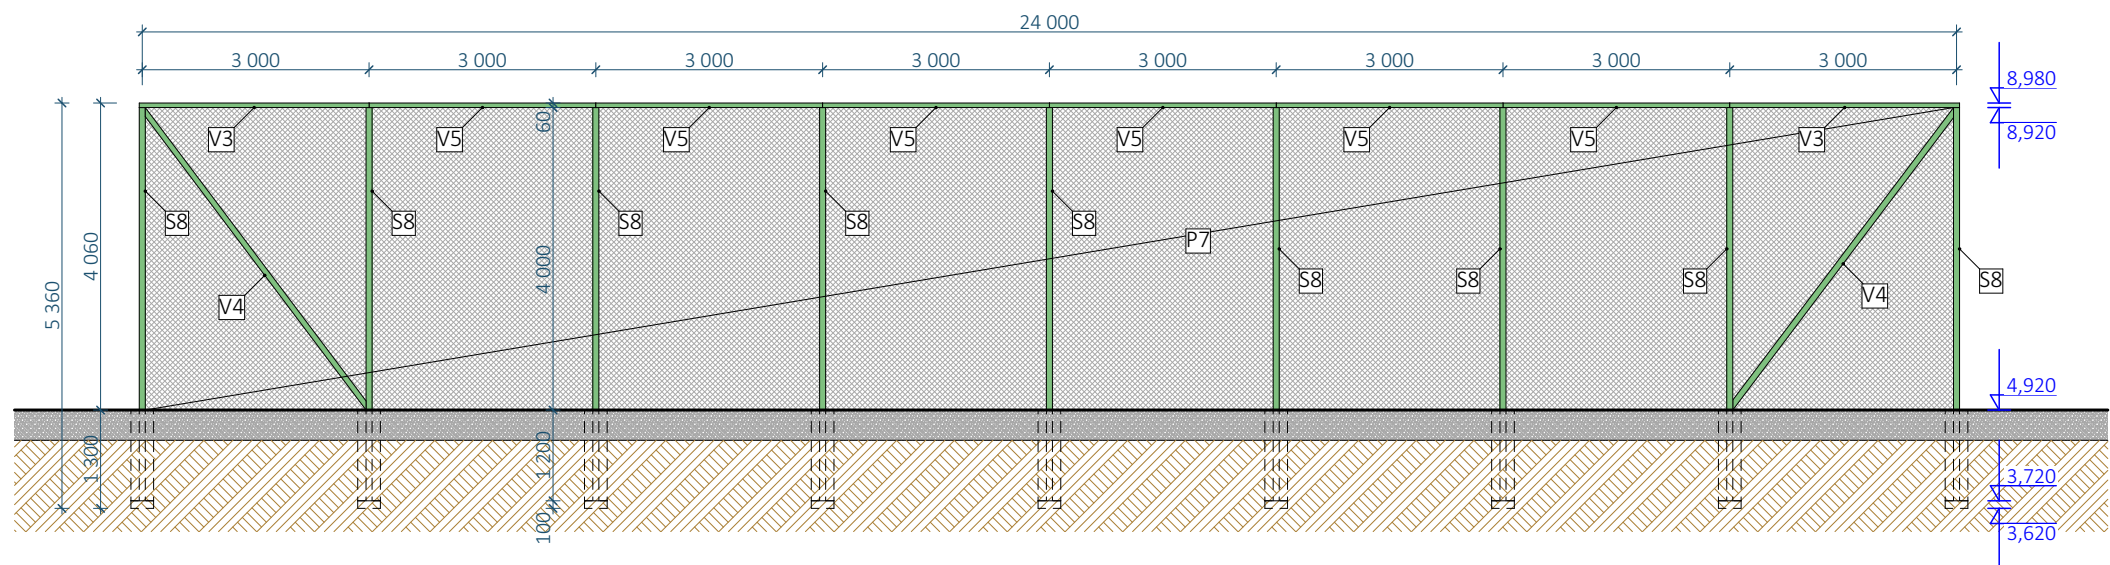 24 000
3 000 3 000 3 000 3 000 3 000 3 000 3 000 3 000
8,980
8,920
60
V3 V5 V5 V5 V5 V5 V5 V3
S8 S8 S8 S8 S8
P7
4 060
4 000
5 360
S8 S8 S8 S8
V4 V4
4,920
1 300
1 200
3,720
100
3,620